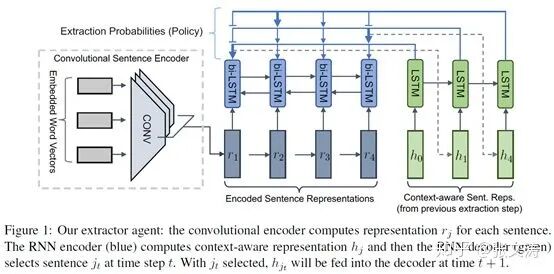 Extraction Probabilities (Policy)
Convolutional Sentence Encoder
Embedded Word Vectors
CONV
bi-LSTM
bi-LSTM
bi-LSTM
bi-LSTM
LSTM
LSTM
LSTM
r1
r2
r3
r4
h0
h1
h4
Encoded Sentence Representations
Context-aware Sent. Reps.
(from previous extraction step)
Figure 1: Our extractor agent: the convolutional encoder computes representation rj for each sentence.
The RNN encoder (blue) computes context-aware representation hj and then the RNN decoder (green)
selects sentence jt at time step t. With jt selected, hjt will be fed into the decoder at time t + 1.